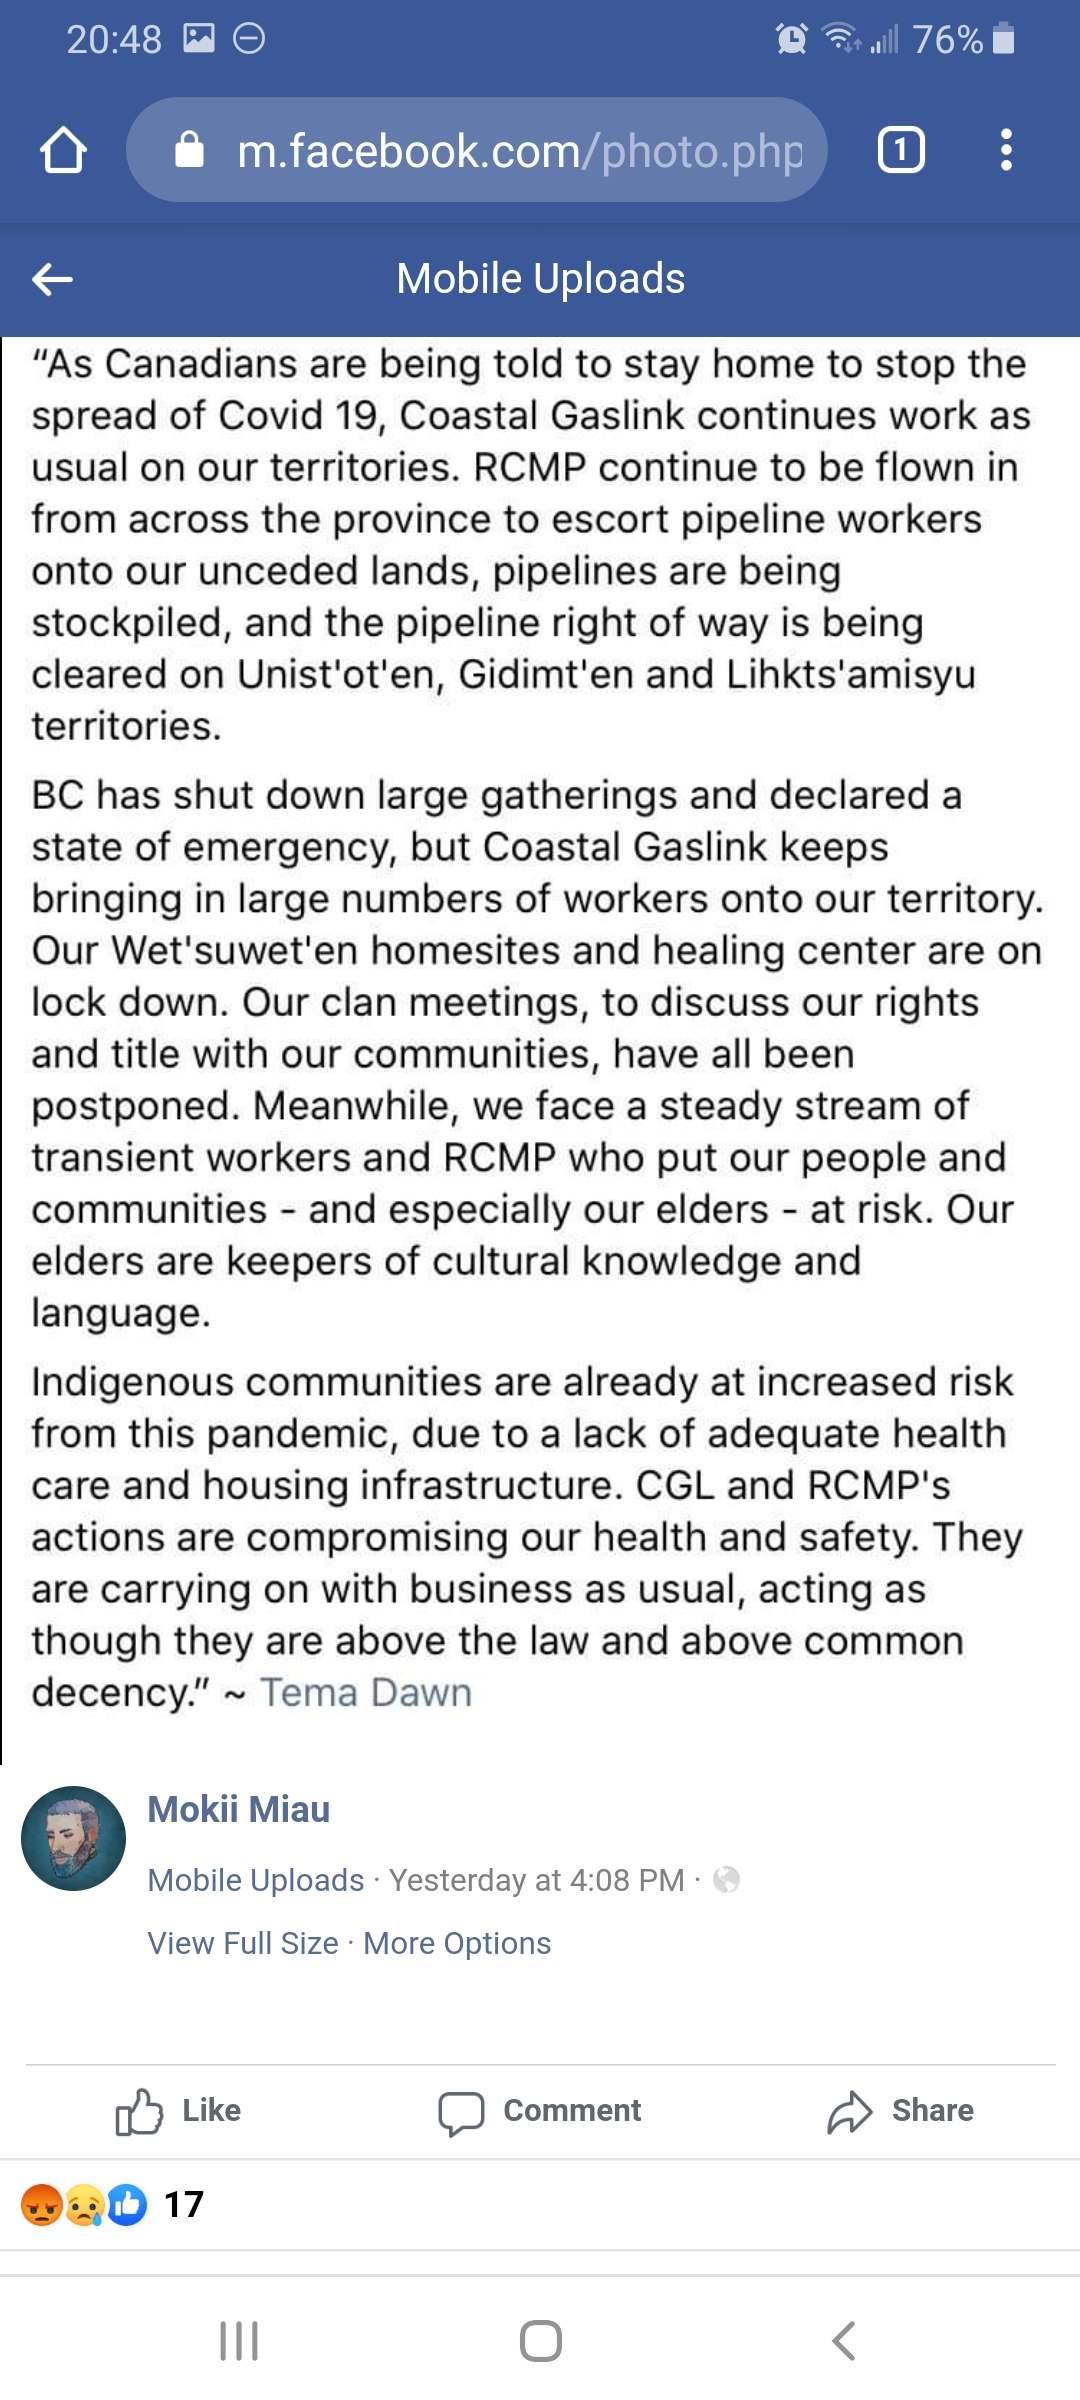 20:48
76%
m.facebook.com/photo.php
1
Mobile Uploads
"As Canadians are being told to stay home to stop the
spread of Covid 19, Coastal Gaslink continues work as
usual on our territories. RCMP continue to be flown in
from across the province to escort pipeline workers
onto our unceded lands, pipelines are being
stockpiled, and the pipeline right of way is being
cleared on Unist'ot'en, Gidimt'en and Lihkts'amisyu
territories.
BC has shut down large gatherings and declared a
state of emergency, but Coastal Gaslink keeps
bringing in large numbers of workers onto our territory.
Our Wet'suwet'en homesites and healing center are on
lock down. Our clan meetings, to discuss our rights
and title with our communities, have all been
postponed. Meanwhile, we face a steady stream of
transient workers and RCMP who put our people and
communities - and especially our elders - at risk. Our
elders are keepers of cultural knowledge and
language.
Indigenous communities are already at increased risk
from this pandemic, due to a lack of adequate health
care and housing infrastructure. CGL and RCMP's
actions are compromising our health and safety. They
are carrying on with business as usual, acting as
though they are above the law and above common
decency." ~ Tema Dawn
Mokii Miau
Mobile Uploads · Yesterday at 4:08 PM ·
View Full Size · More Options
Like
Comment
Share
17